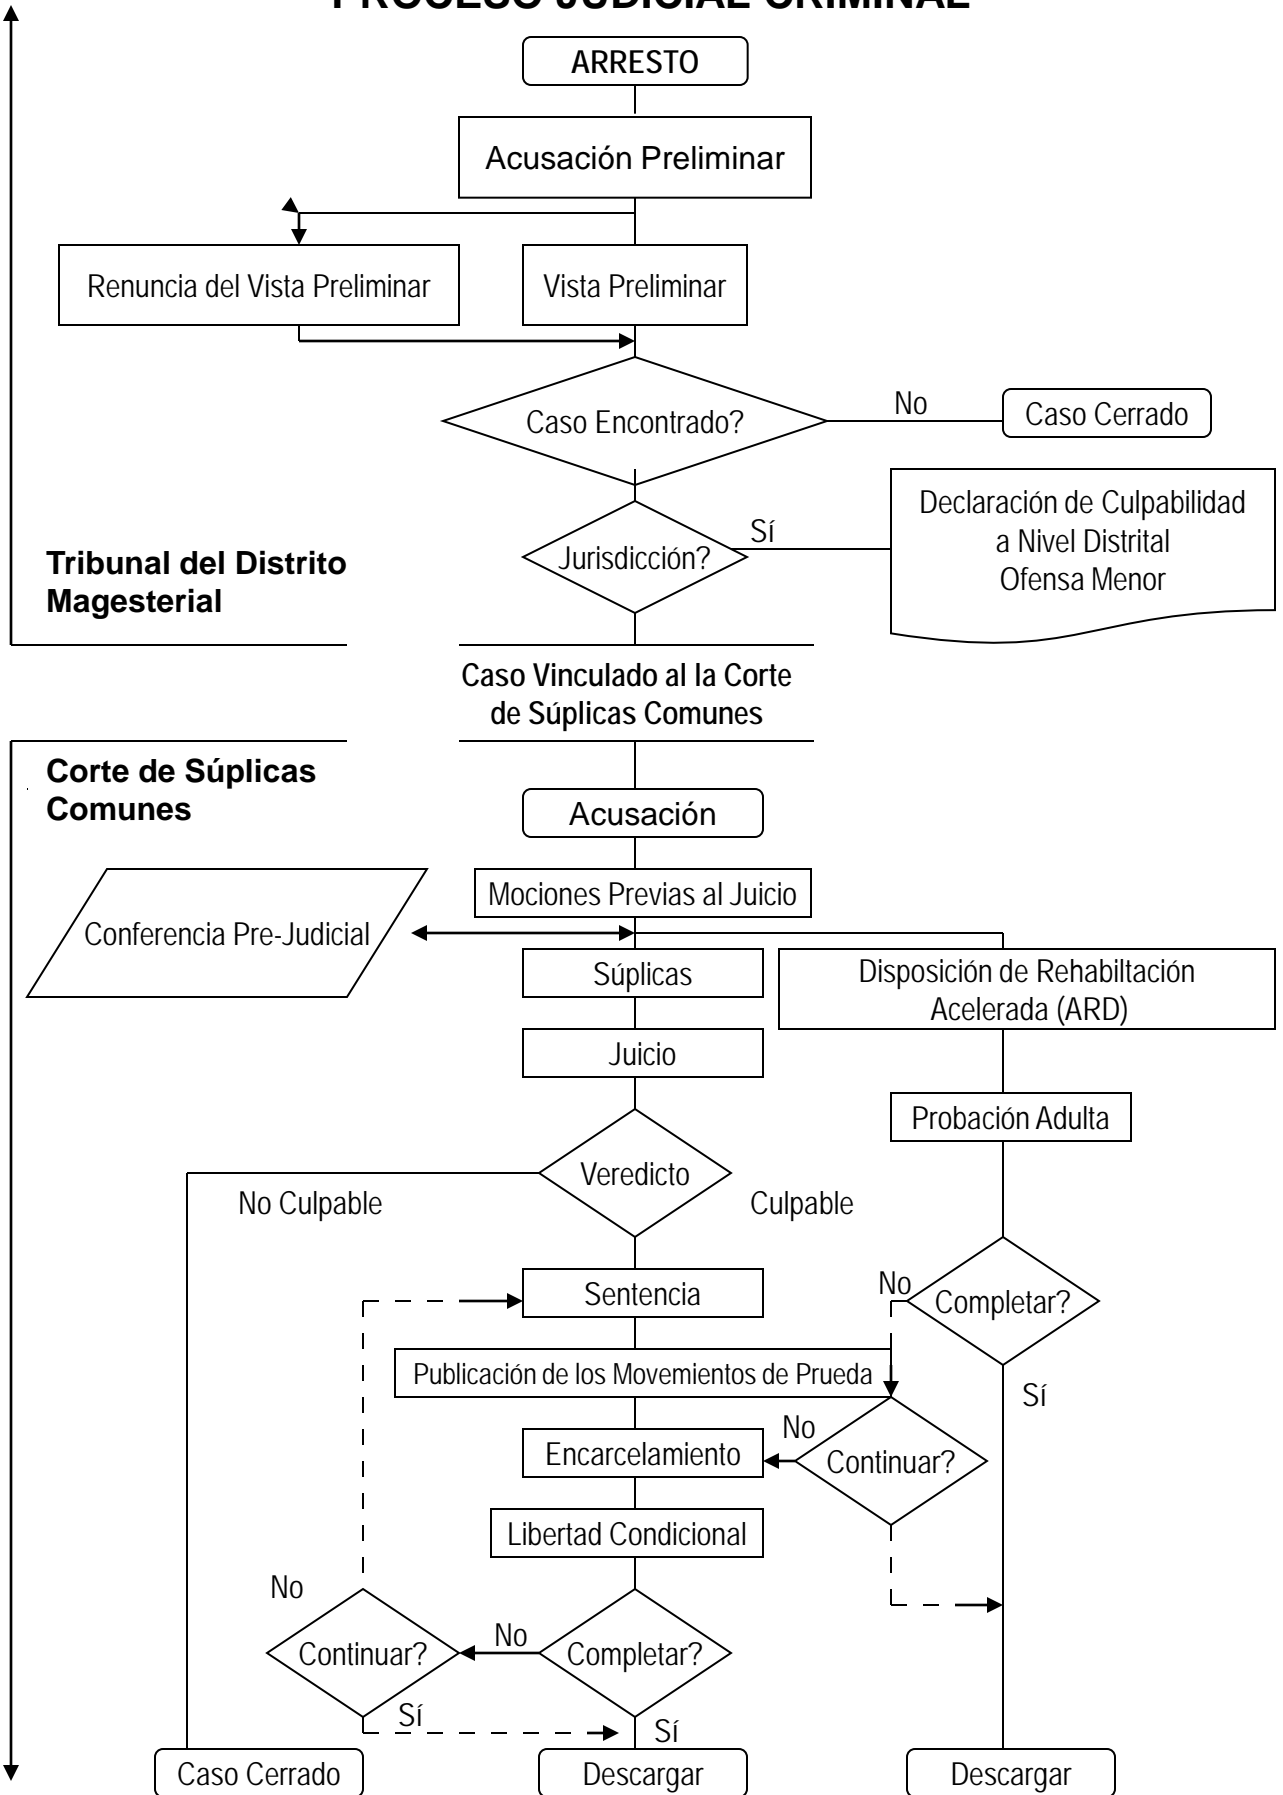 PROCESO JUDICIAL CRIMINAL
ARRESTO
Acusación Preliminar
Renuncia del Vista Preliminar
Vista Preliminar
Caso Encontrado?
No
Caso Cerrado
Jurisdicción?
Sí
Declaración de Culpabilidad
a Nivel Distrital
Ofensa Menor
Tribunal del Distrito
Magesterial
Caso Vinculado al la Corte
de Súplicas Comunes
Corte de Súplicas
Comunes
Acusación
Mociones Previas al Juicio
Conferencia Pre-Judicial
Súplicas
Disposición de Rehabiltación
Acelerada (ARD)
Juicio
Probación Adulta
Veredicto
No Culpable
Culpable
Sentencia
No
Completar?
Publicación de los Movemientos de Prueda
Sí
No
Encarcelamiento
Continuar?
Libertad Condicional
No
Continuar?
No
Completar?
Sí
Sí
Caso Cerrado
Descargar
Descargar